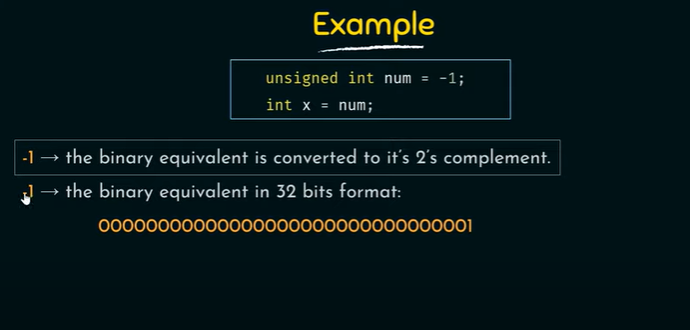 Example
unsigned int num = -1;
int x = num;
-1 → the binary equivalent is converted to it's 2's complement.
-1 → the binary equivalent in 32 bits format:
00000000000000000000000000000001